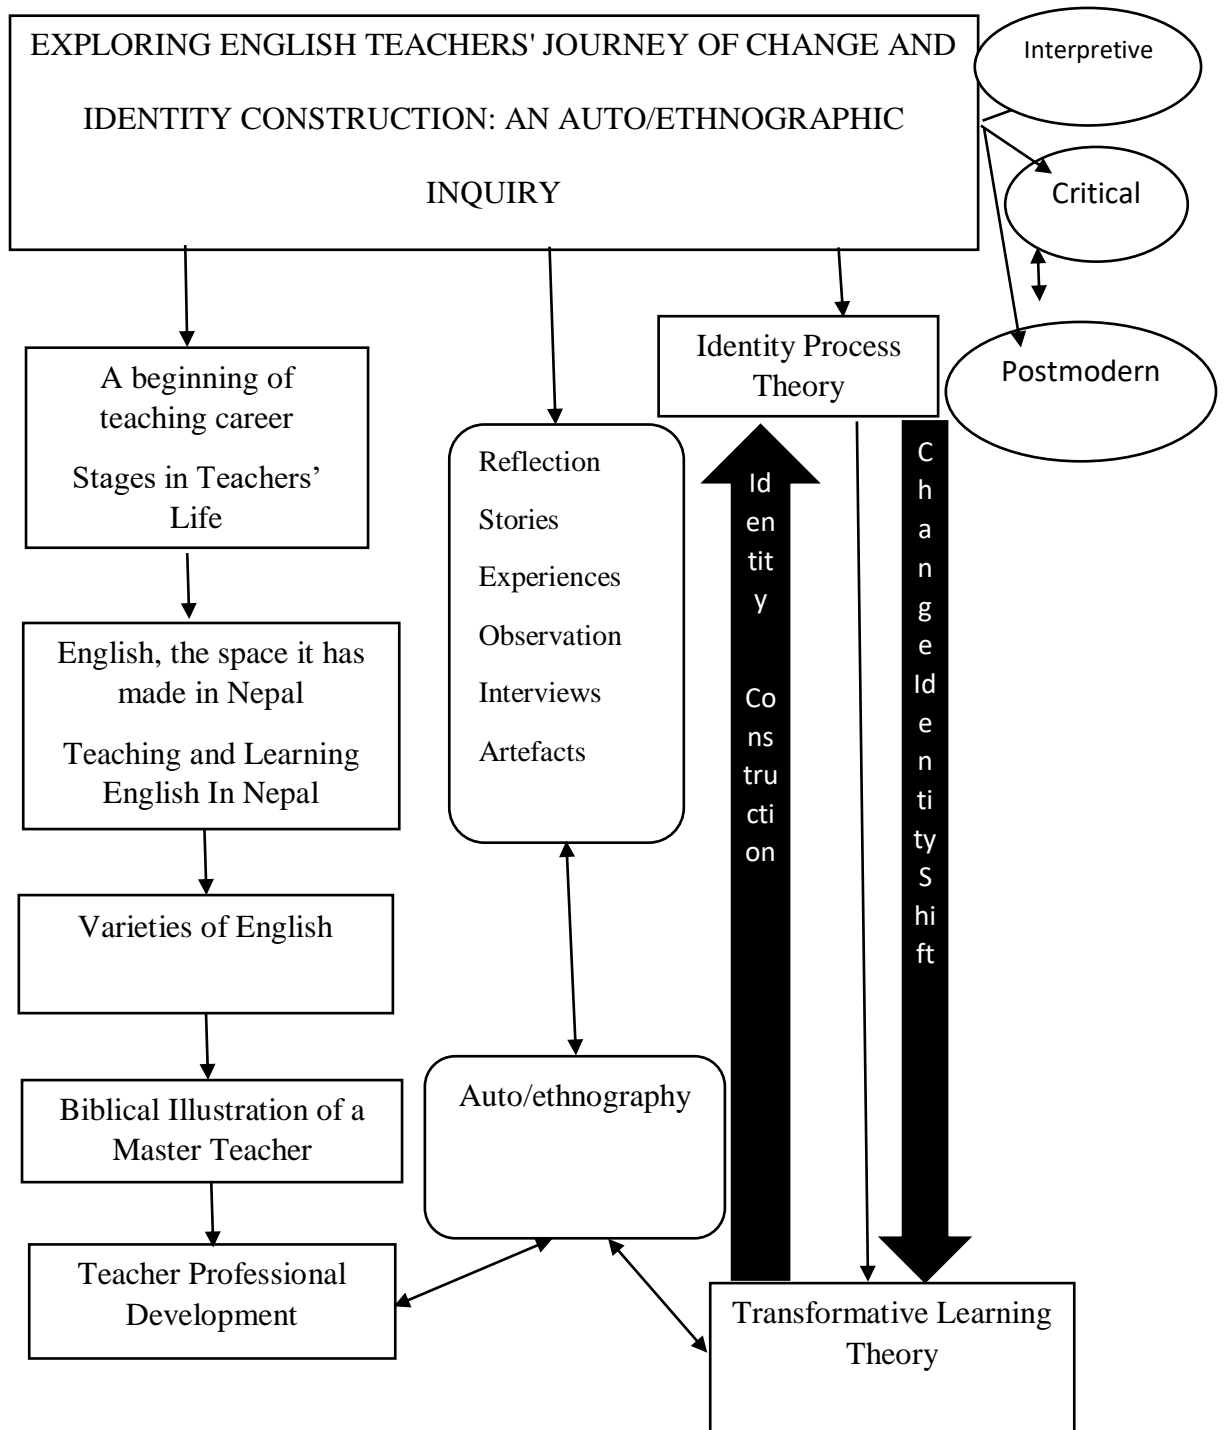 EXPLORING ENGLISH TEACHERS' JOURNEY OF CHANGE AND
IDENTITY CONSTRUCTION: AN AUTO/ETHNOGRAPHIC
INQUIRY
Interpretive
Critical
Postmodern
A beginning of
teaching career
Stages in Teachers’
Life
English, the space it has
made in Nepal
Teaching and Learning
English In Nepal
Varieties of English
Biblical Illustration of a
Master Teacher
Teacher Professional
Development
Reflection
Stories
Experiences
Observation
Interviews
Artefacts
Auto/ethnography
Identity Process
Theory
Id
en
tit
y
Co
ns
tru
cti
on
C
h
a
n
g
e
Id
e
n
ti
ty
S
hi
ft
Transformative Learning
Theory